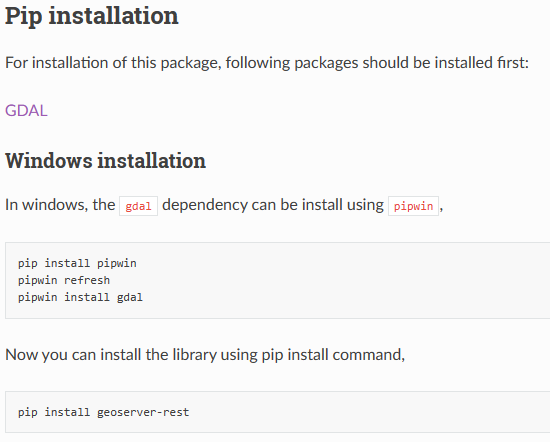 Pip installation
For installation of this package, following packages should be installed first:
GDAL
Windows installation
In windows, the gdal dependency can be install using pipwin,
pip install pipwin
pipwin refresh
pipwin install gdal
Now you can install the library using pip install command,
pip install geoserver-rest